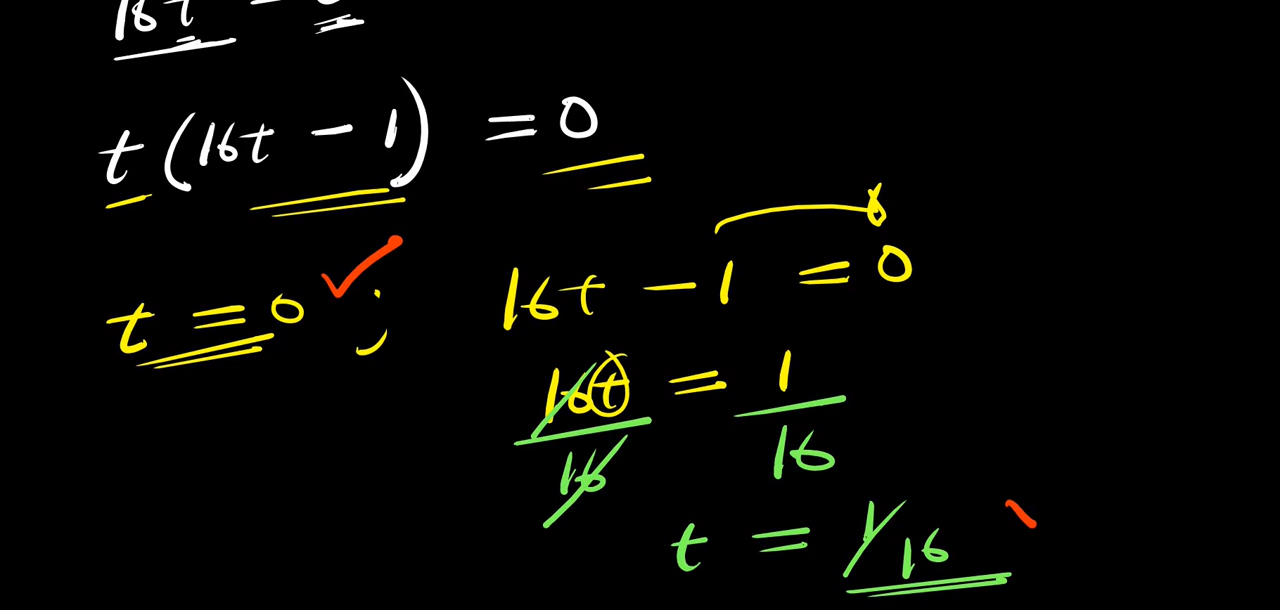 t(16t - 1) = 0
t = 0 ; 16t - 1 = 0
16t/16 = 1/16
t = 1/16